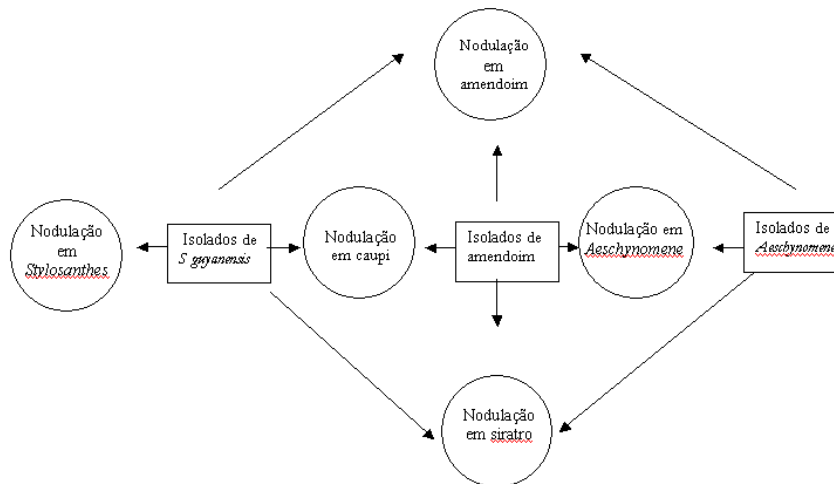 Nodulação
em
amendoim
Nodulação
em
Stylosanthes
Isolados de
S guyanensis
Nodulação
em caupi
Isolados de
amendoim
Nodulação em
Aeschynomene
Isolados de
Aeschynomene
Nodulação
em siratro